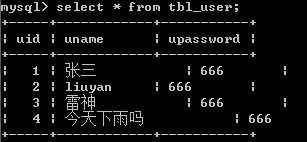 mysql> select * from tbl_user;
+-----+--------------+-----------+
| uid | uname        | upassword |
+-----+--------------+-----------+
|   1 | 张三         | 666       |
|   2 | liuyan       | 666       |
|   3 | 雷神         | 666       |
|   4 | 今天下雨吗   | 666       |
+-----+--------------+-----------+